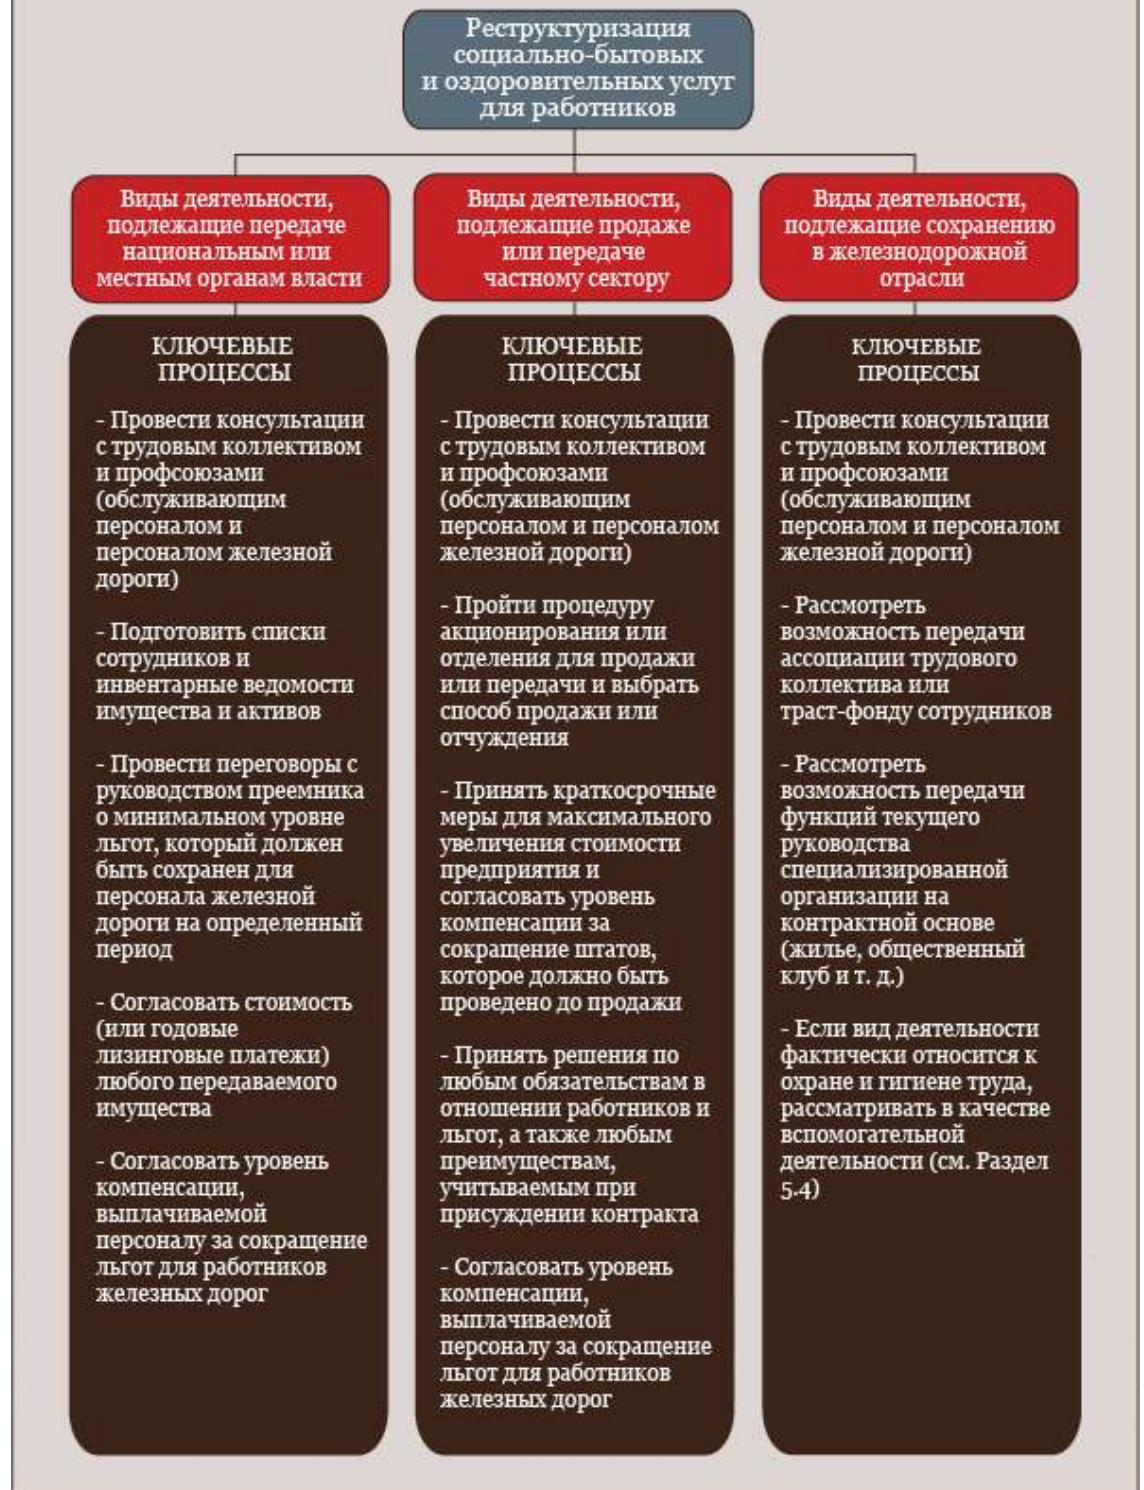 Реструктуризация
социально-бытовых
и оздоровительных услуг
для работников
Виды деятельности,
подлежащие передаче
национальным или
местным органам власти
КЛЮЧЕВЫЕ
ПРОЦЕССЫ
- Провести консультации
с трудовым коллективом
и профсоюзами
(обслуживающим
персоналом и
персоналом железной
дороги)
- Подготовить списки
сотрудников и
инвентарные ведомости
имущества и активов
- Провести переговоры с
руководством преемника
о минимальном уровне
льгот, который должен
быть сохранен для
персонала железной
дороги на определенный
период
- Согласовать стоимость
(или годовые
лизинговые платежи)
любого передаваемого
имущества
- Согласовать уровень
компенсации,
выплачиваемой
персоналу за сокращение
льгот для работников
железных дорог
Виды деятельности,
подлежащие продаже
или передаче
частному сектору
КЛЮЧЕВЫЕ
ПРОЦЕССЫ
- Провести консультации
с трудовым коллективом
и профсоюзами
(обслуживающим
персоналом и персоналом
железной дороги)
- Пройти процедуру
акционирования или
отделения для продажи
или передачи и выбрать
способ продажи или
отчуждения
- Принять краткосрочные
меры для максимального
увеличения стоимости
предприятия и
согласовать уровень
компенсации за
сокращение штатов,
которое должно быть
проведено до продажи
- Принять решения по
любым обязательствам в
отношении работников и
льгот, а также любым
преимуществам,
учитываемым при
присуждении контракта
- Согласовать уровень
компенсации,
выплачиваемой
персоналу за сокращение
льгот для работников
железных дорог
Виды деятельности,
подлежащие сохранению
в железнодорожной
отрасли
КЛЮЧЕВЫЕ
ПРОЦЕССЫ
- Провести консультации
с трудовым коллективом
и профсоюзами
(обслуживающим
персоналом и персоналом
железной дороги)
- Рассмотреть
возможность передачи
ассоциации трудового
коллектива или
траст-фонду сотрудников
- Рассмотреть
возможность передачи
функций текущего
руководства
специализированной
организации на
контрактной основе
(жилье, общественный
клуб и т. д.)
- Если вид деятельности
фактически относится к
охране и гигиене труда,
рассматривать в качестве
вспомогательной
деятельности (см. Раздел
5.4)